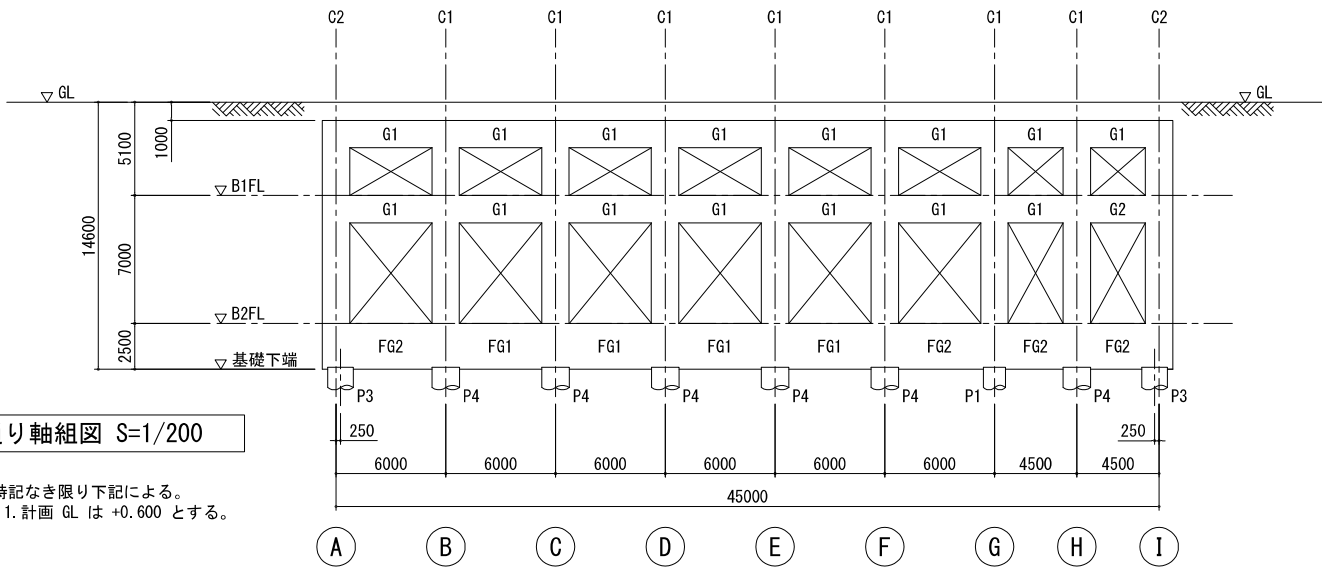 C2 C1 C1 C1 C1 C1 C1 C1 C2
GL GL
G1 G1 G1 G1 G1 G1 G1 G1
5100
1000
B1FL
G1 G1 G1 G1 G1 G1 G1 G2
14600
7000
B2FL
FG2 FG1 FG1 FG1 FG1 FG2 FG2 FG2
2500
基礎下端
P3 P4 P4 P4 P4 P4 P1 P4 P3
り軸組図 S=1/200
250 250
6000 6000 6000 6000 6000 6000 4500 4500
45000
記なき限り下記による。
1.計画 GL は +0.600 とする。
A B C D E F G H I